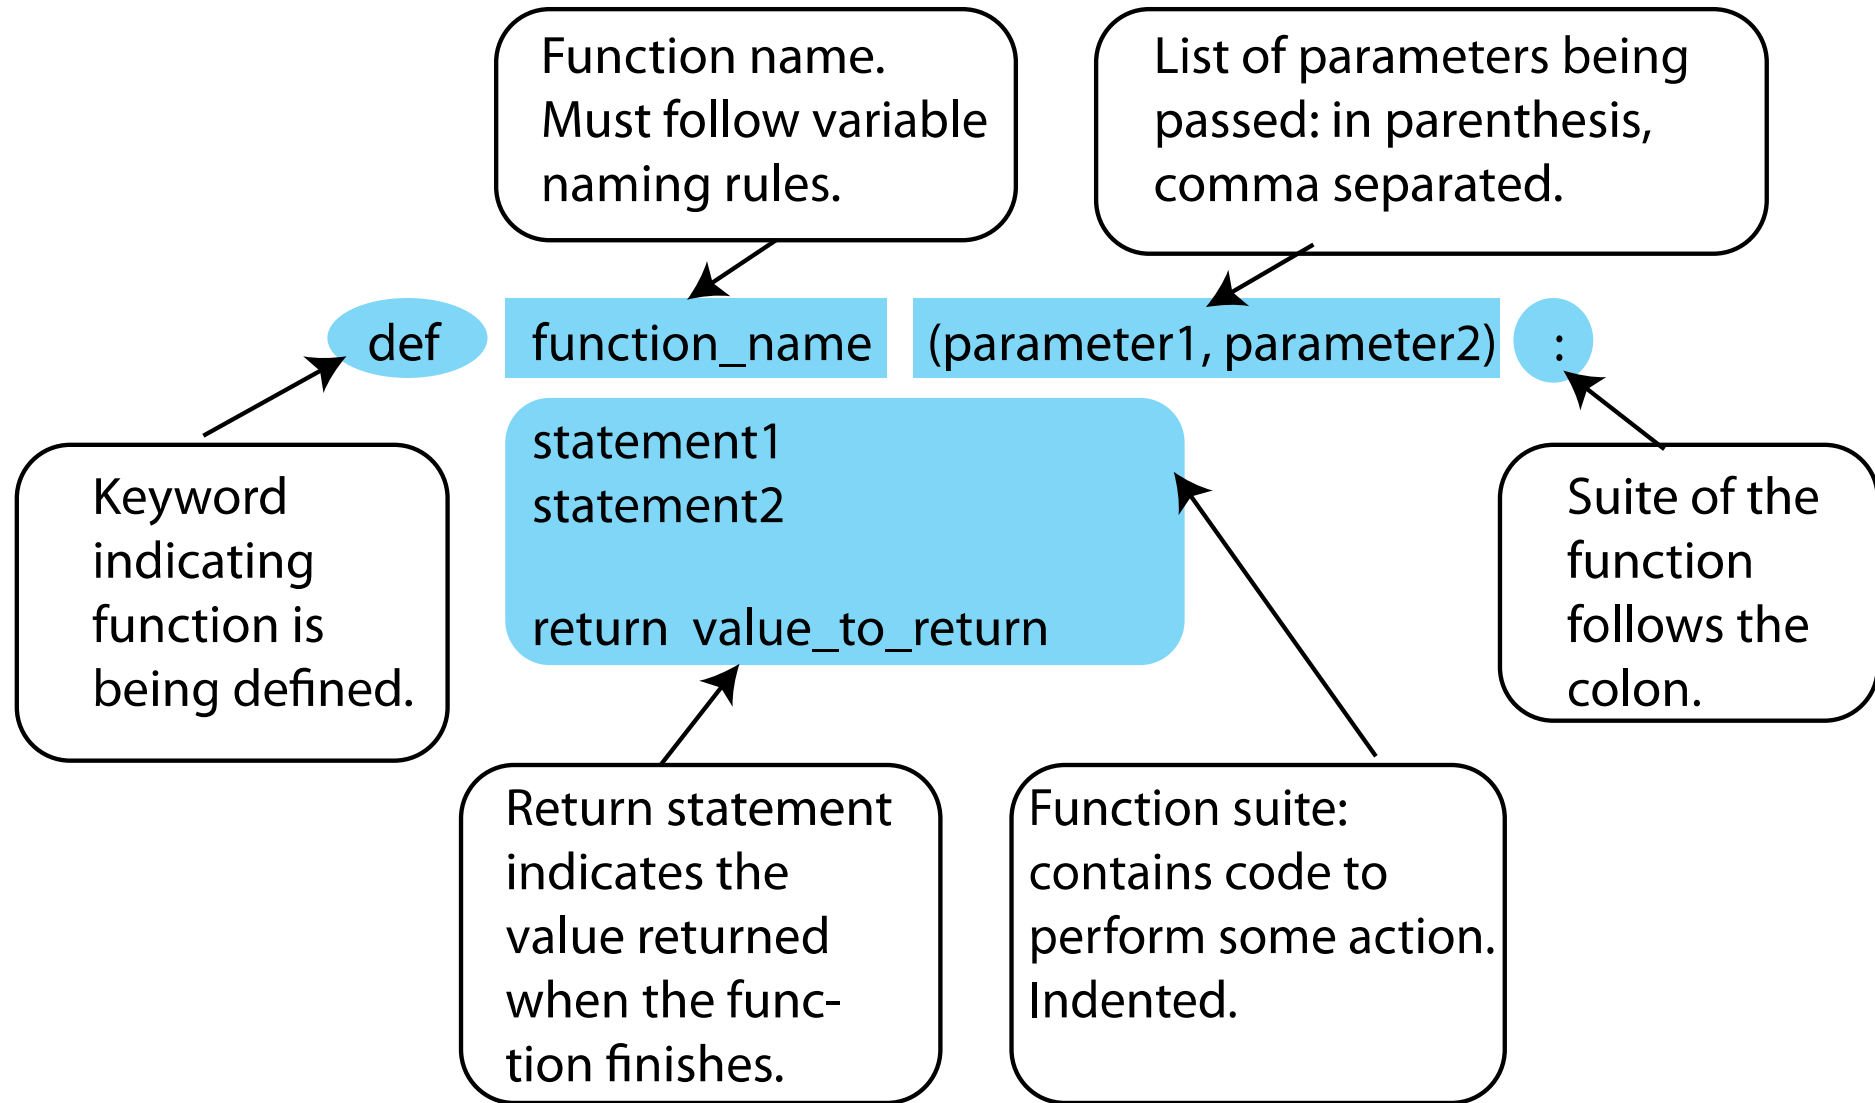 Function name.
Must follow variable
naming rules.
List of parameters being
passed: in parenthesis,
comma separated.
def function_name (parameter1, parameter2) :
statement1
statement2
return value_to_return
Keyword
indicating
function is
being defined.
Suite of the
function
follows the
colon.
Return statement
indicates the
value returned
when the func-
tion finishes.
Function suite:
contains code to
perform some action.
Indented.